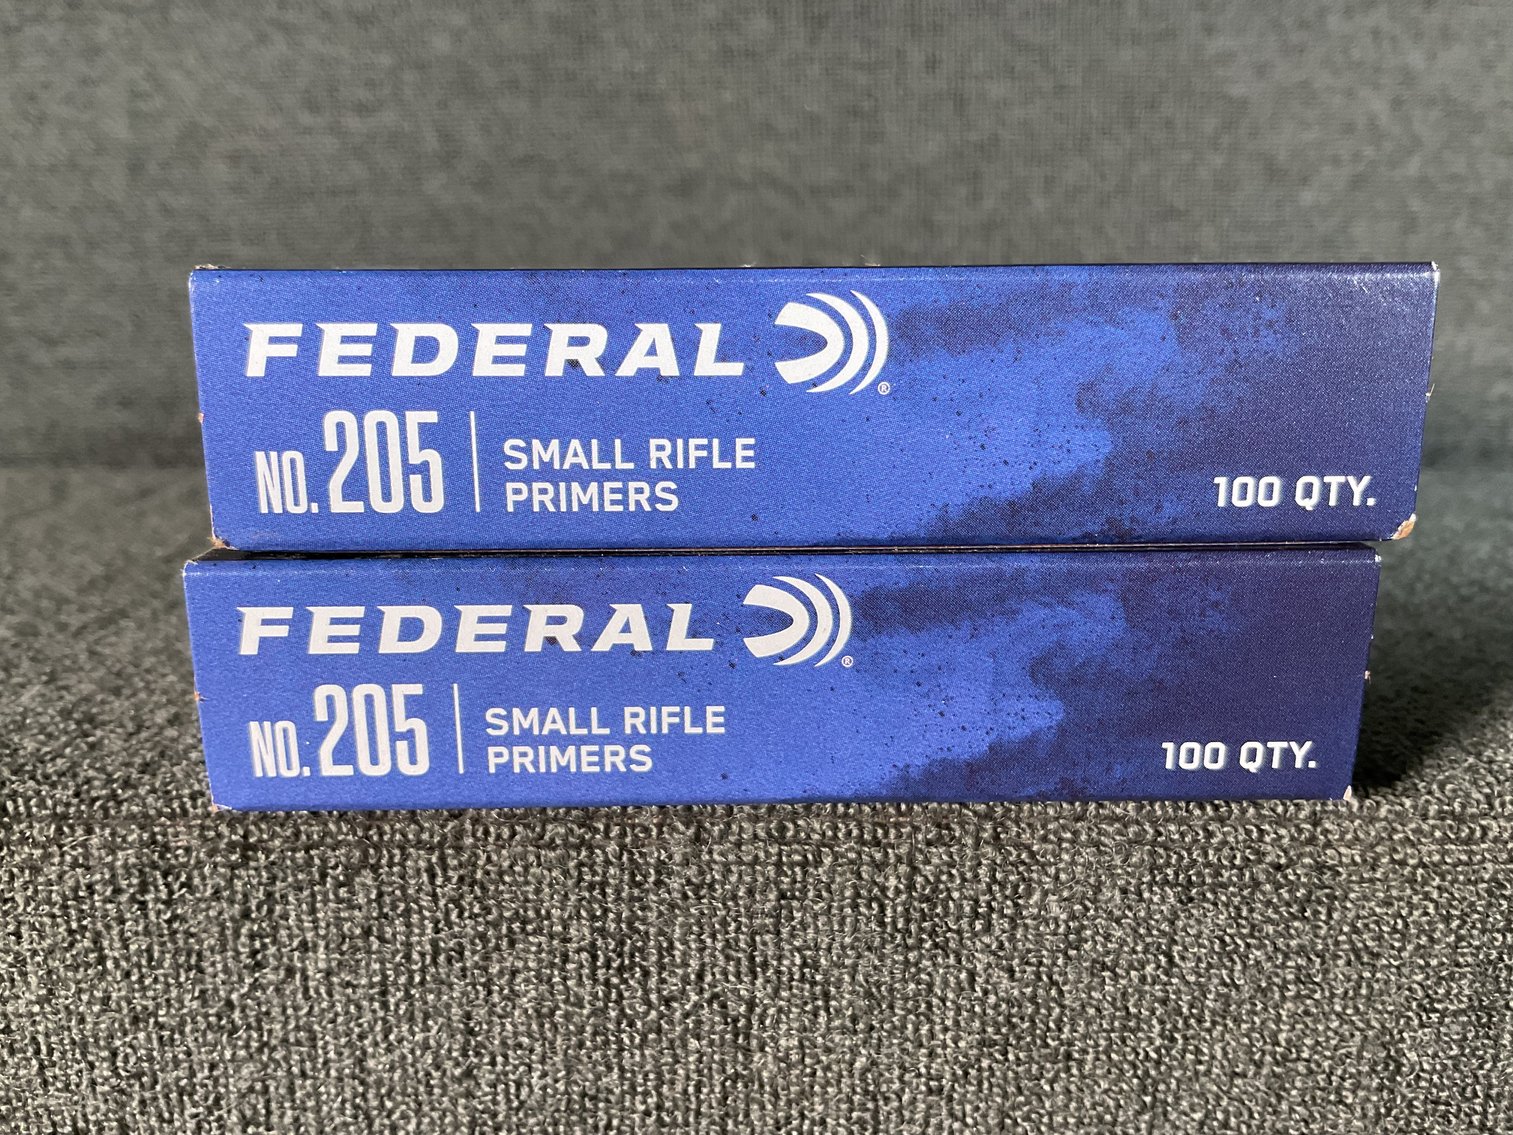 FEDERAL ®
NO. 205 SMALL RIFLE
PRIMERS
100 QTY.
FEDERAL ®
NO. 205 SMALL RIFLE
PRIMERS
100 QTY.